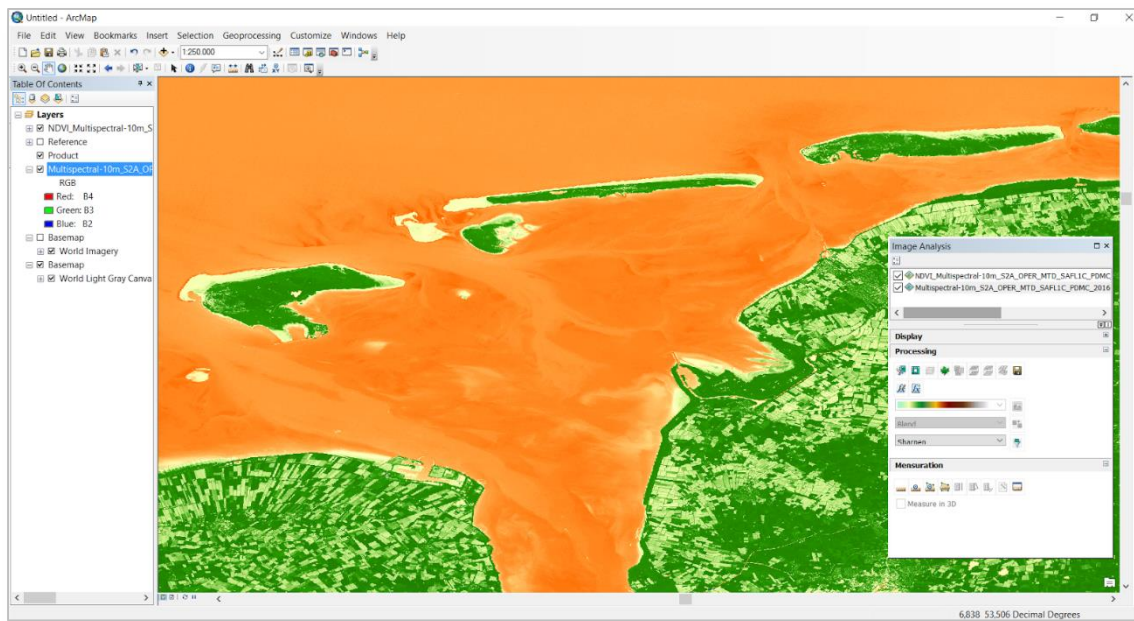 Untitled - ArcMap
File Edit View Bookmarks Insert Selection Geoprocessing Customize Windows Help
1:250.000
Table Of Contents
Layers
NDVI_Multispectral-10m_S
Reference
Product
Multispectral-10m_S2A_OP
RGB
Red: B4
Green: B3
Blue: B2
Basemap
World Imagery
Basemap
World Light Gray Canva
Image Analysis
NDVI_Multispectral-10m_S2A_OPER_MTD_SAFL1C_PDMC
Multispectral-10m_S2A_OPER_MTD_SAFL1C_PDMC_2016
Display
Processing
Blend
Sharpen
Mensuration
Measure in 3D
6,838 53,506 Decimal Degrees